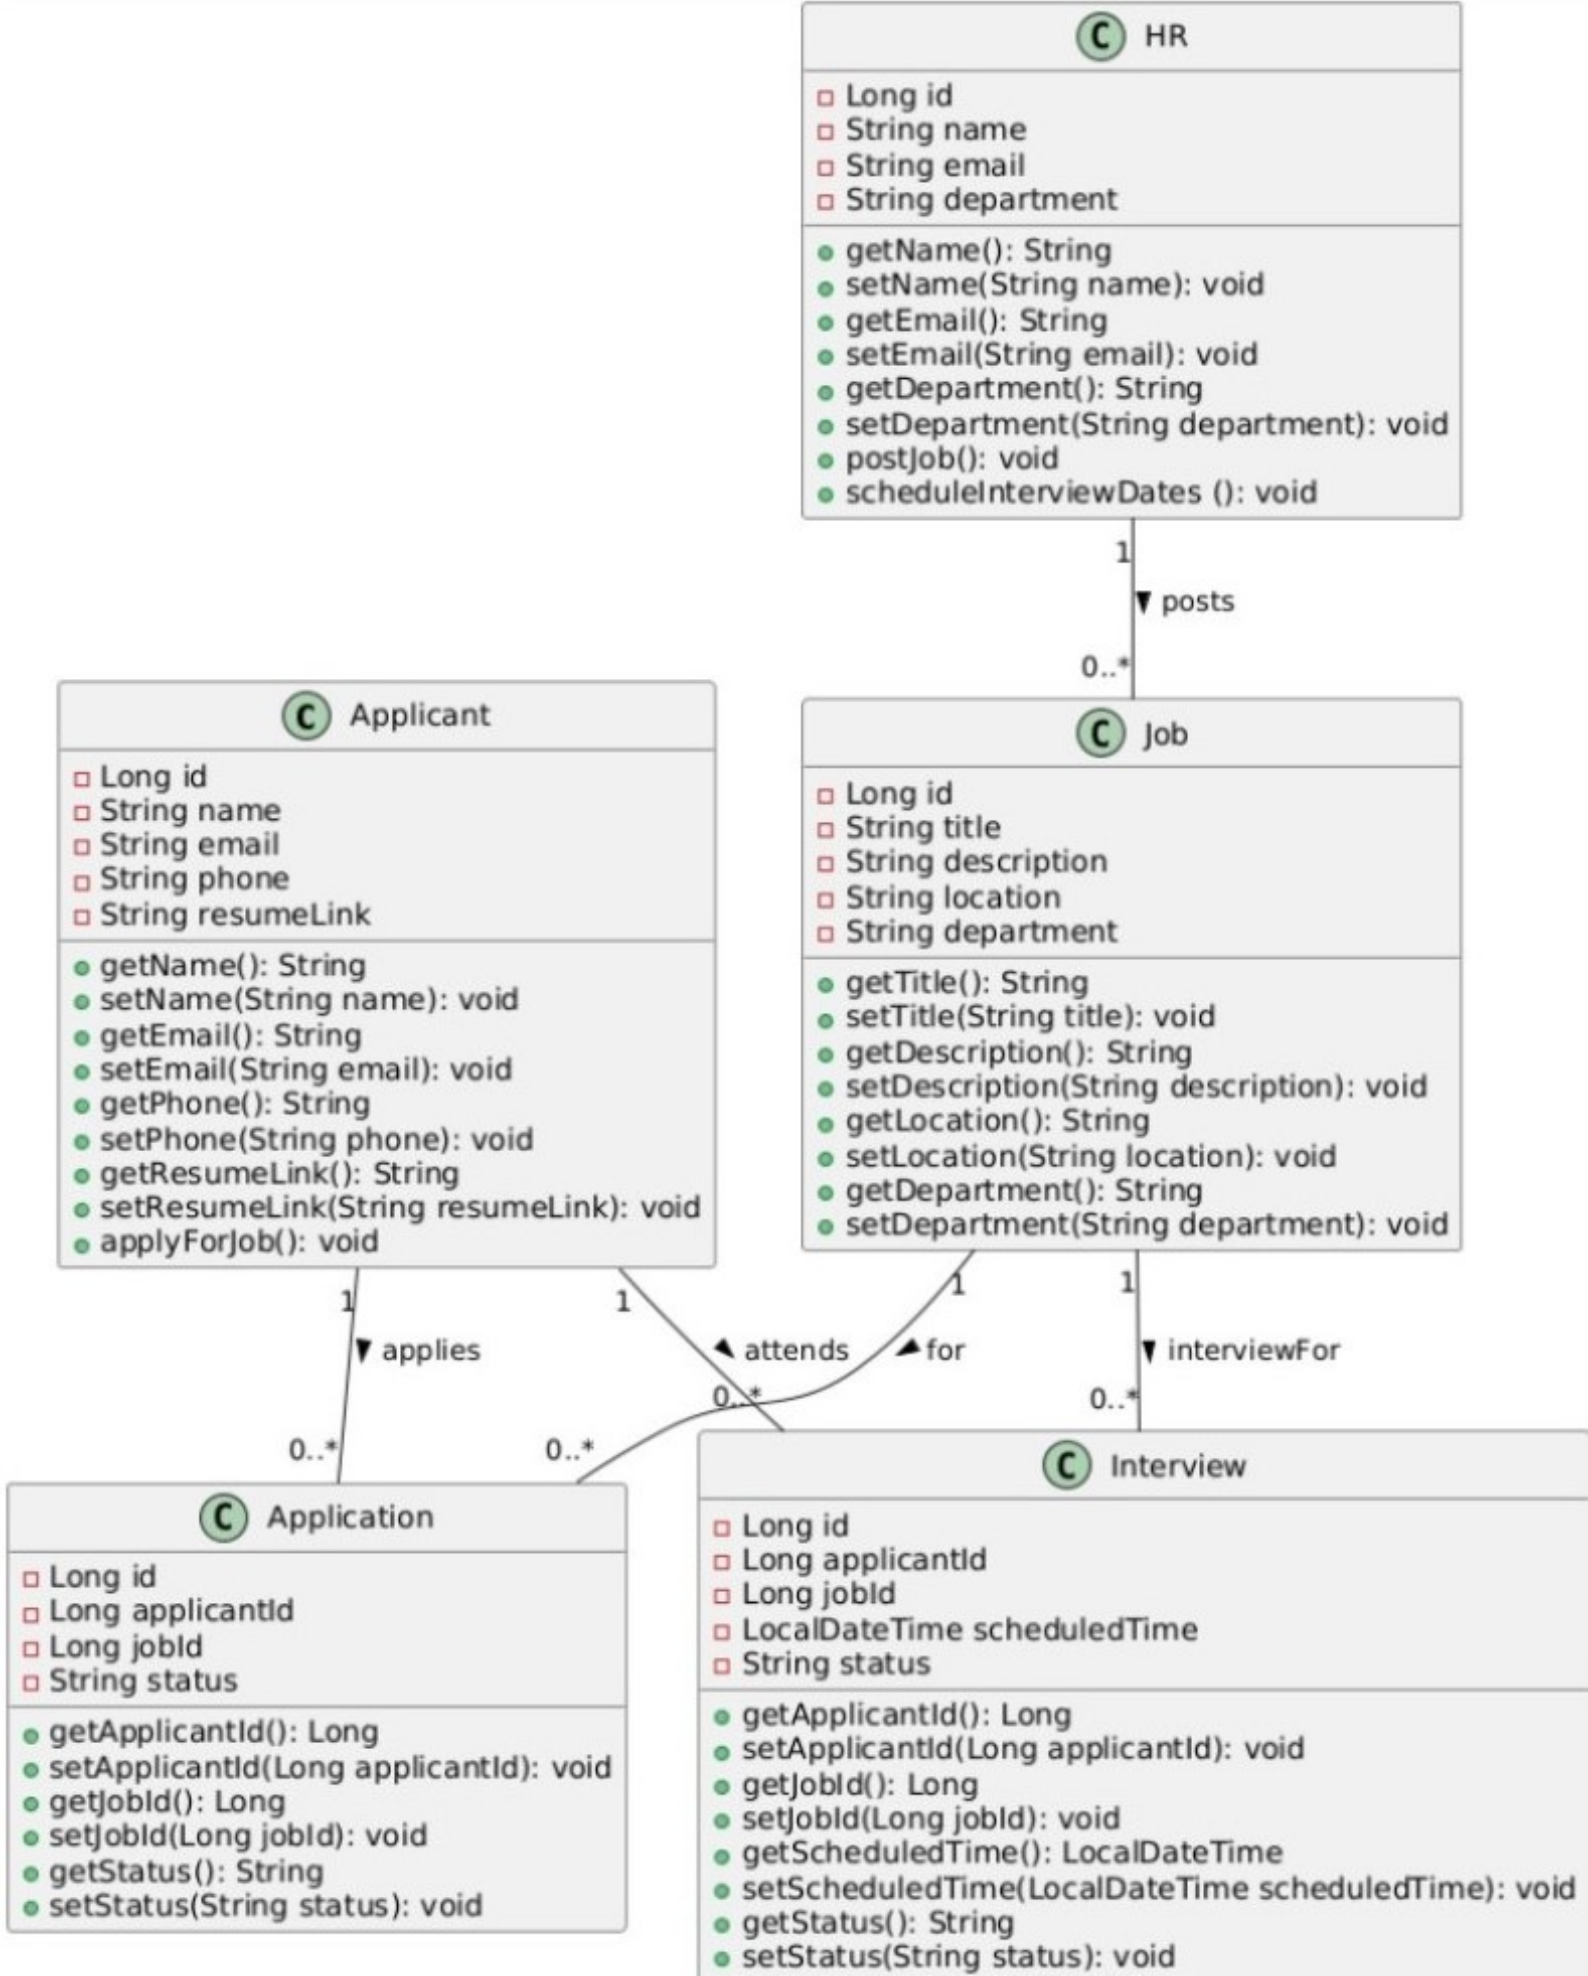 C HR
Long id
String name
String email
String department
getName(): String
setName(String name): void
getEmail(): String
setEmail(String email): void
getDepartment(): String
setDepartment(String department): void
postJob(): void
scheduleInterviewDates (): void
1
posts
0..*
C Applicant
Long id
String name
String email
String phone
String resumeLink
getName(): String
setName(String name): void
getEmail(): String
setEmail(String email): void
getPhone(): String
setPhone(String phone): void
getResumeLink(): String
setResumeLink(String resumeLink): void
applyForJob(): void
C Job
Long id
String title
String description
String location
String department
getTitle(): String
setTitle(String title): void
getDescription(): String
setDescription(String description): void
getLocation(): String
setLocation(String location): void
getDepartment(): String
setDepartment(String department): void
1
applies
0..*
1
attends
0..*
1
for
0..*
1
interviewFor
0..*
C Application
Long id
Long applicantId
Long jobId
String status
getApplicantId(): Long
setApplicantId(Long applicantId): void
getJobId(): Long
setJobId(Long jobId): void
getStatus(): String
setStatus(String status): void
C Interview
Long id
Long applicantId
Long jobId
LocalDateTime scheduledTime
String status
getApplicantId(): Long
setApplicantId(Long applicantId): void
getJobId(): Long
setJobId(Long jobId): void
getScheduledTime(): LocalDateTime
setScheduledTime(LocalDateTime scheduledTime): void
getStatus(): String
setStatus(String status): void